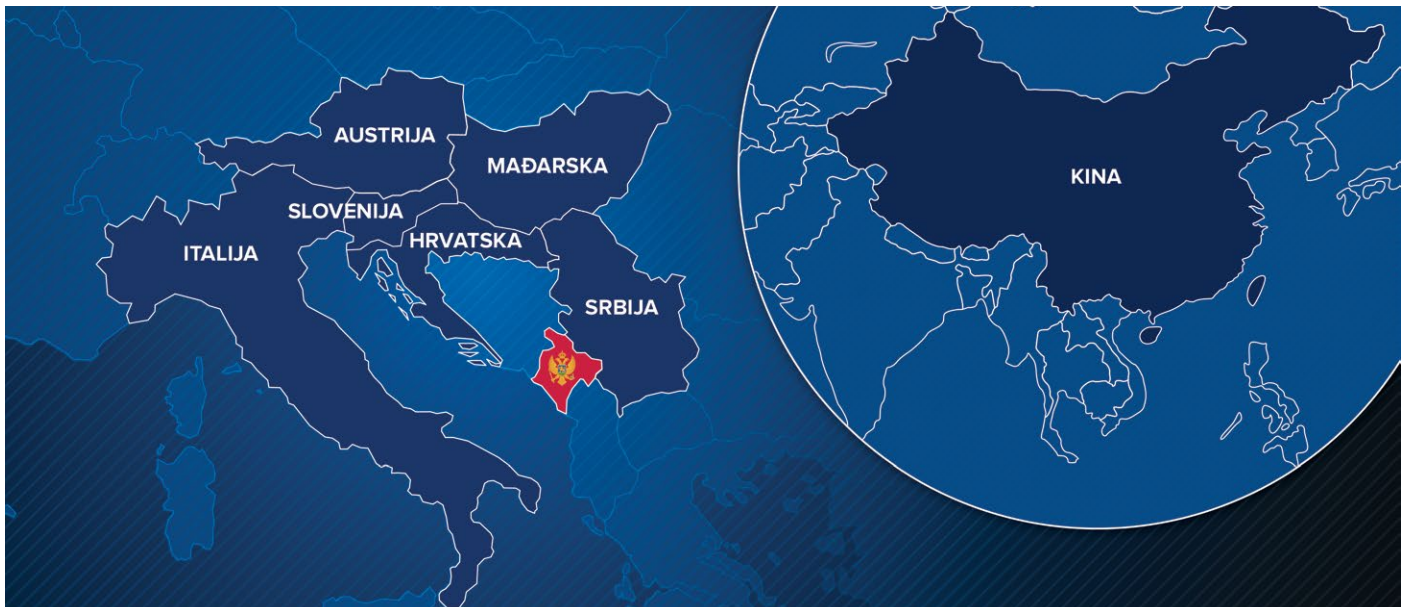 AUSTRIJA
MAĐARSKA
SLOVENIJA
HRVATSKA
ITALIJA
SRBIJA
KINA